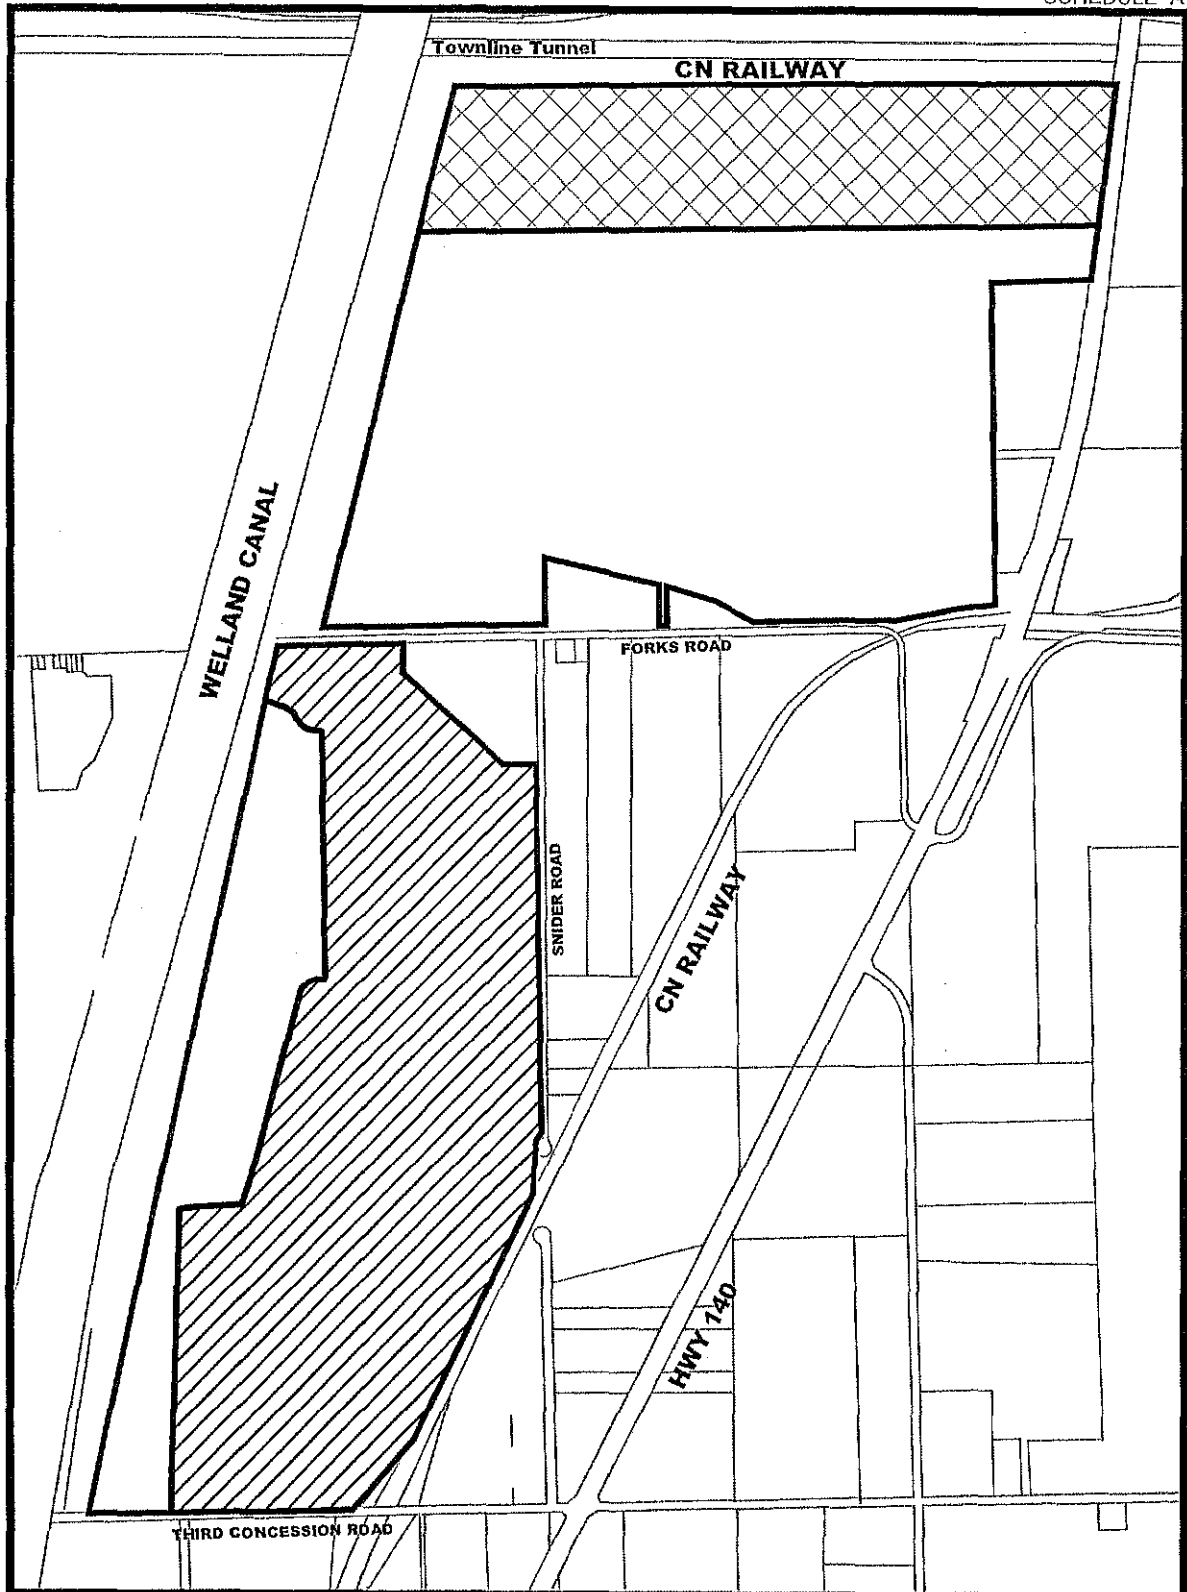 Townline Tunnel
CN RAILWAY
WELLAND CANAL
FORKS ROAD
SNIDER ROAD
CN RAILWAY
HWY 140
THIRD CONCESSION ROAD